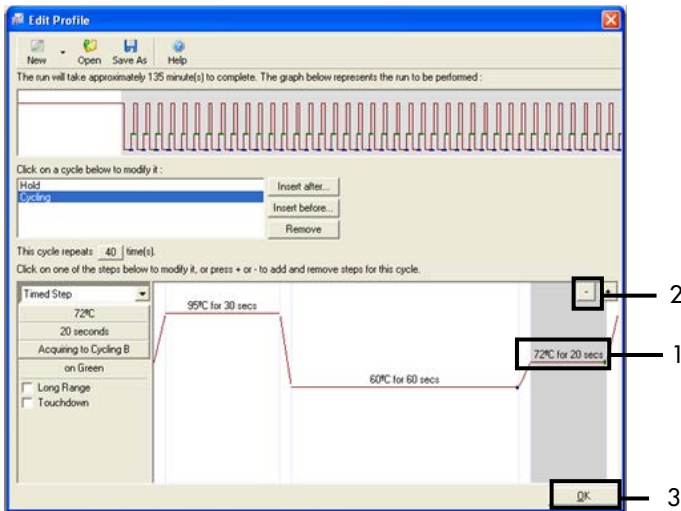 Edit Profile
New Open Save As Help
The run will take approximately 135 minute(s) to complete. The graph below represents the run to be performed :
Click on a cycle below to modify it :
Hold
Cycling
Insert after...
Insert before...
Remove
This cycle repeats 40 time(s).
Click on one of the steps below to modify it, or press + or - to add and remove steps for this cycle.
Timed Step
72ºC
20 seconds
Acquiring to Cycling B
on Green
Long Range
Touchdown
95ºC for 30 secs
60ºC for 60 secs
72ºC for 20 secs
- +
2
1
OK
3